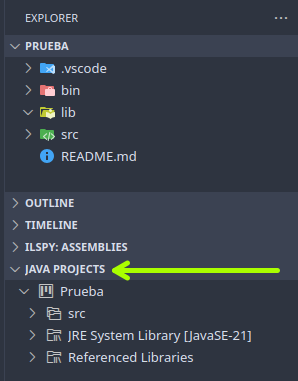 EXPLORER
PRUEBA
.vscode
bin
lib
src
README.md
OUTLINE
TIMELINE
ILSPY: ASSEMBLIES
JAVA PROJECTS
Prueba
src
JRE System Library [JavaSE-21]
Referenced Libraries